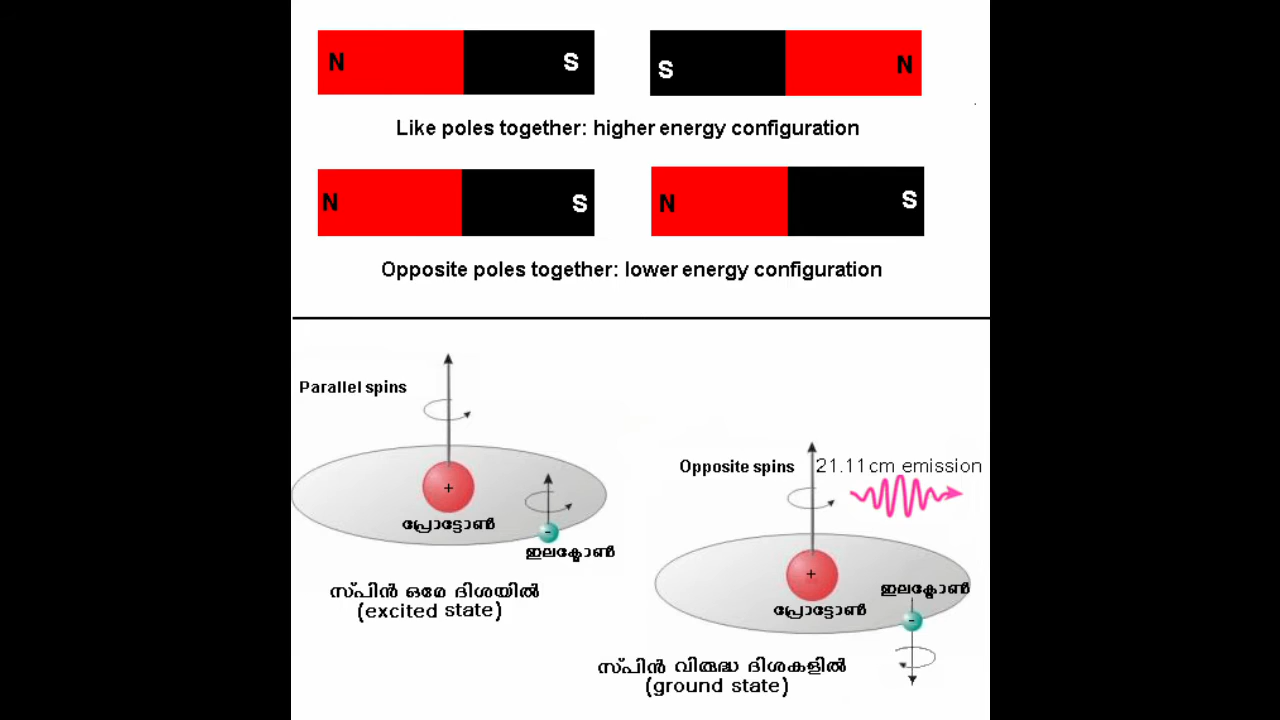 N S S N
Like poles together: higher energy configuration
N S N S
Opposite poles together: lower energy configuration
Parallel spins
+
പ്രോട്ടോൺ
-
ഇലക്ട്രോൺ
സ്പിൻ ഒരേ ദിശയിൽ
(excited state)
Opposite spins
21.11cm emission
+
പ്രോട്ടോൺ
ഇലക്ട്രോൺ
-
സ്പിൻ വിരുദ്ധ ദിശകളിൽ
(ground state)